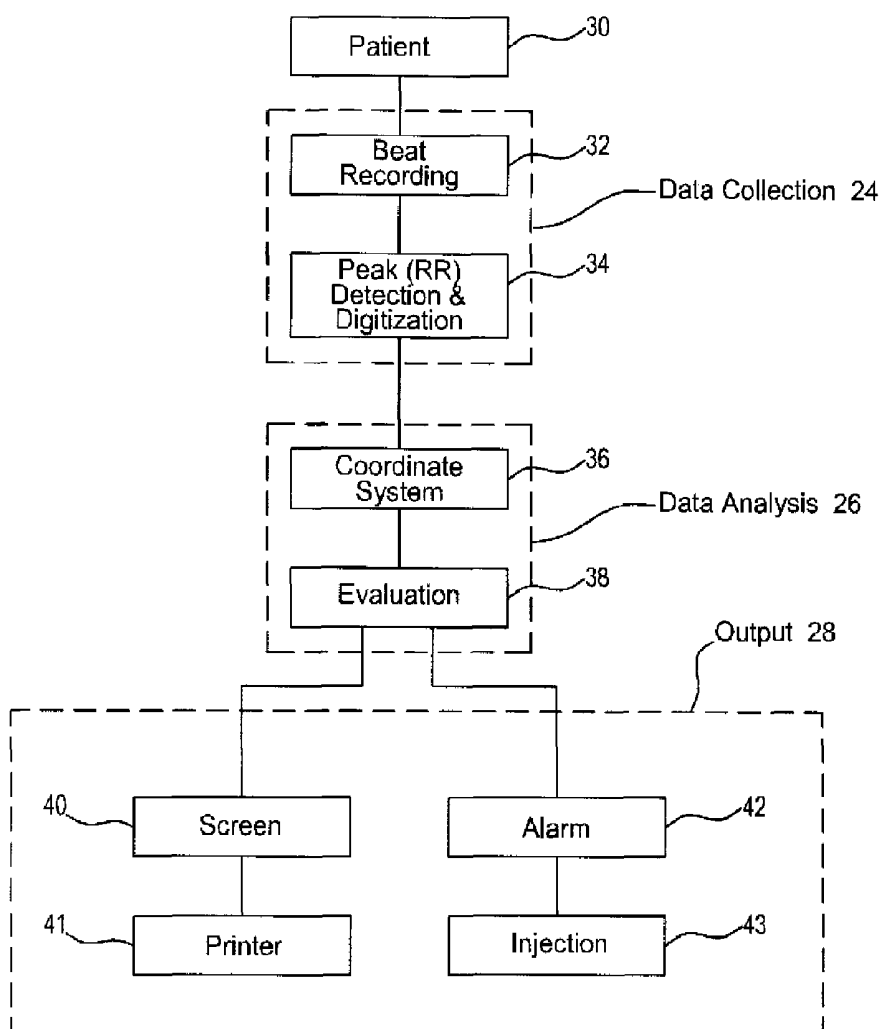 Patient
30
Beat
Recording
32
Data Collection 24
Peak (RR)
Detection &
Digitization
34
Coordinate
System
36
Data Analysis 26
Evaluation
38
Output 28
40
Screen
Alarm
42
41
Printer
Injection
43